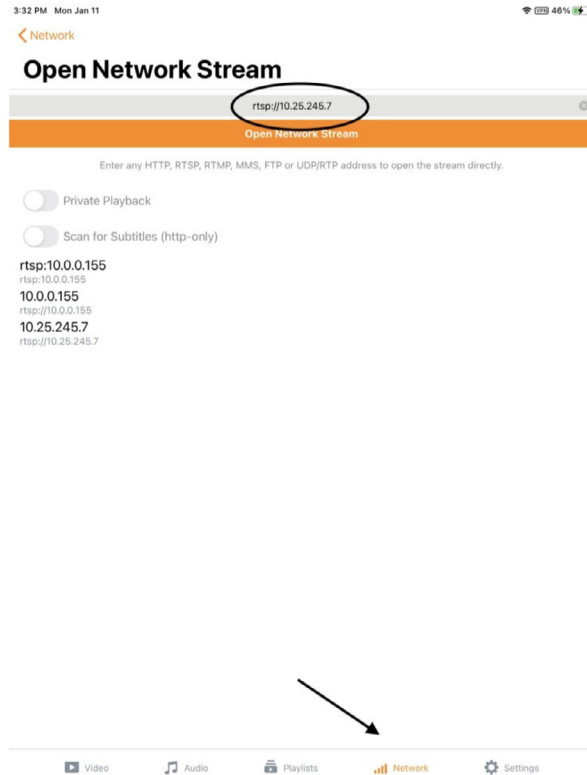 3:32 PM Mon Jan 11
VPN 46%
Network
Open Network Stream
rtsp://10.25.245.7
Open Network Stream
Enter any HTTP, RTSP, RTMP, MMS, FTP or UDP/RTP address to open the stream directly.
Private Playback
Scan for Subtitles (http-only)
rtsp:10.0.0.155
rtsp:10.0.0.155
10.0.0.155
rtsp://10.0.0.155
10.25.245.7
rtsp://10.25.245.7
Video Audio Playlists Network Settings